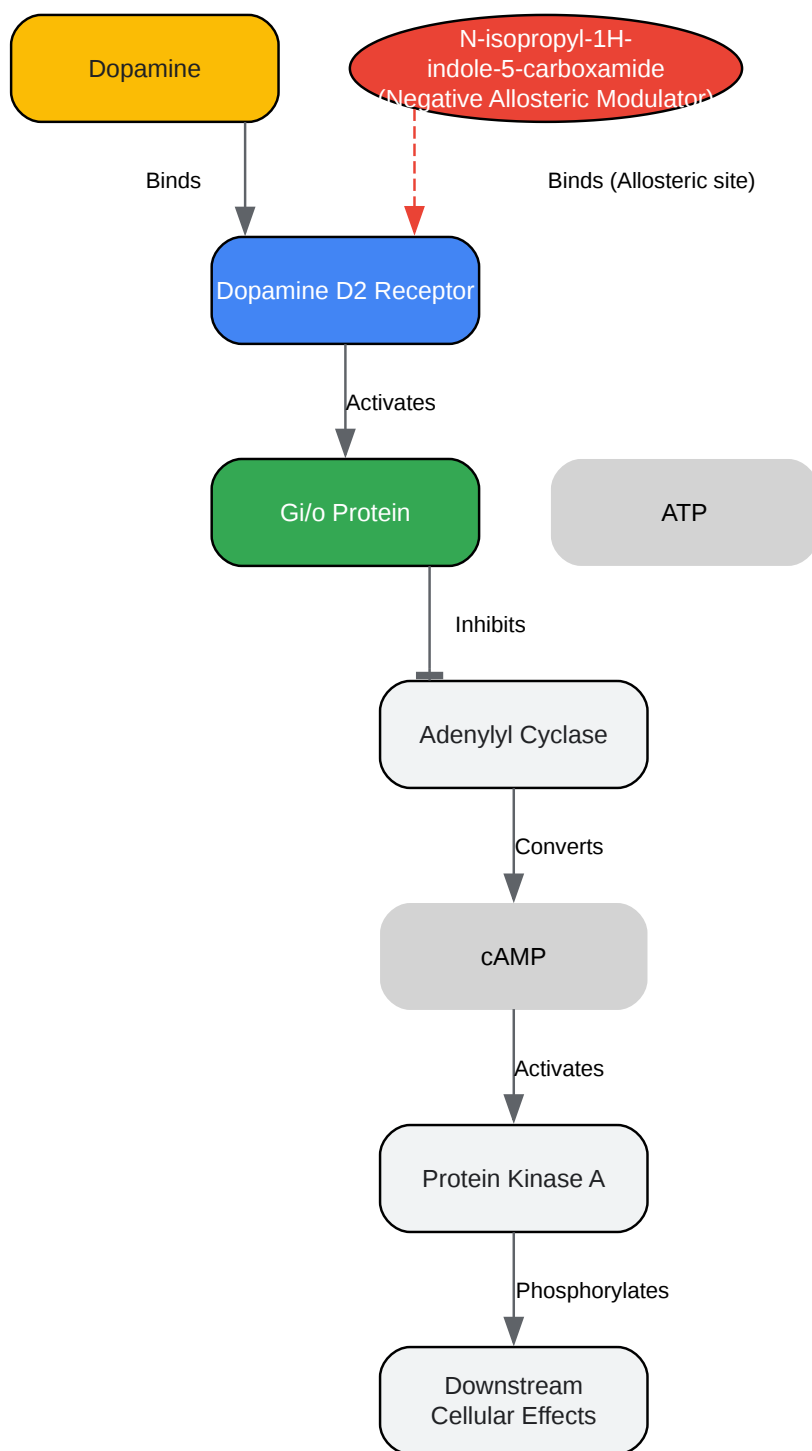 Dopamine
N-isopropyl-1H-
indole-5-carboxamide
(Negative Allosteric Modulator)
Binds
Binds (Allosteric site)
Dopamine D2 Receptor
Activates
Gi/o Protein
ATP
Inhibits
Adenylyl Cyclase
Converts
cAMP
Activates
Protein Kinase A
Phosphorylates
Downstream
Cellular Effects